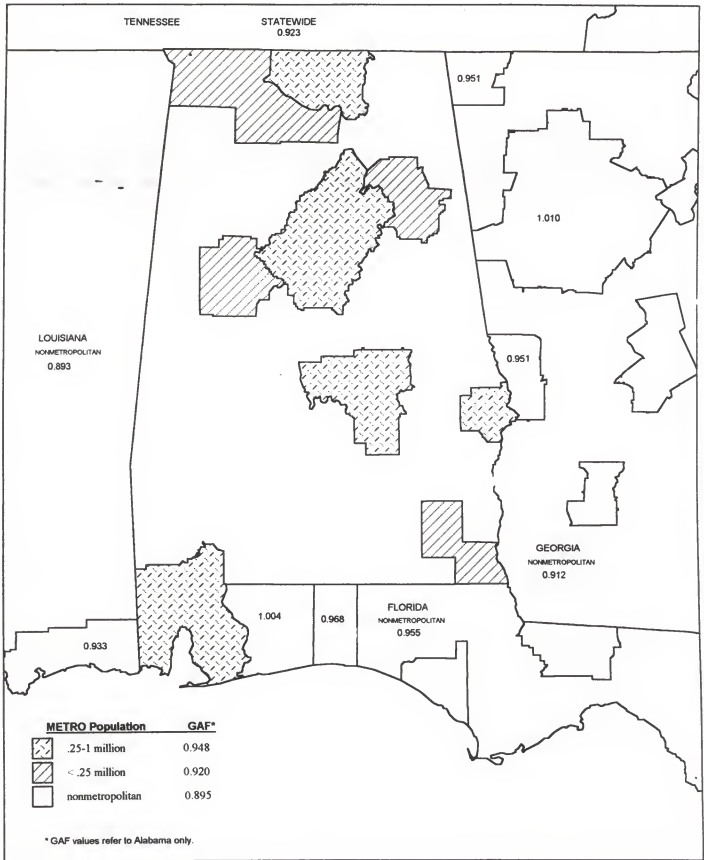 TENNESSEE STATEWIDE
0.923
0.951
1.010
LOUISIANA
NONMETROPOLITAN
0.893
0.951
GEORGIA
NONMETROPOLITAN
0.912
1.004
0.968
FLORIDA
NONMETROPOLITAN
0.955
0.933
METRO Population GAF*
.25-1 million 0.948
< .25 million 0.920
nonmetropolitan 0.895
* GAF values refer to Alabama only.